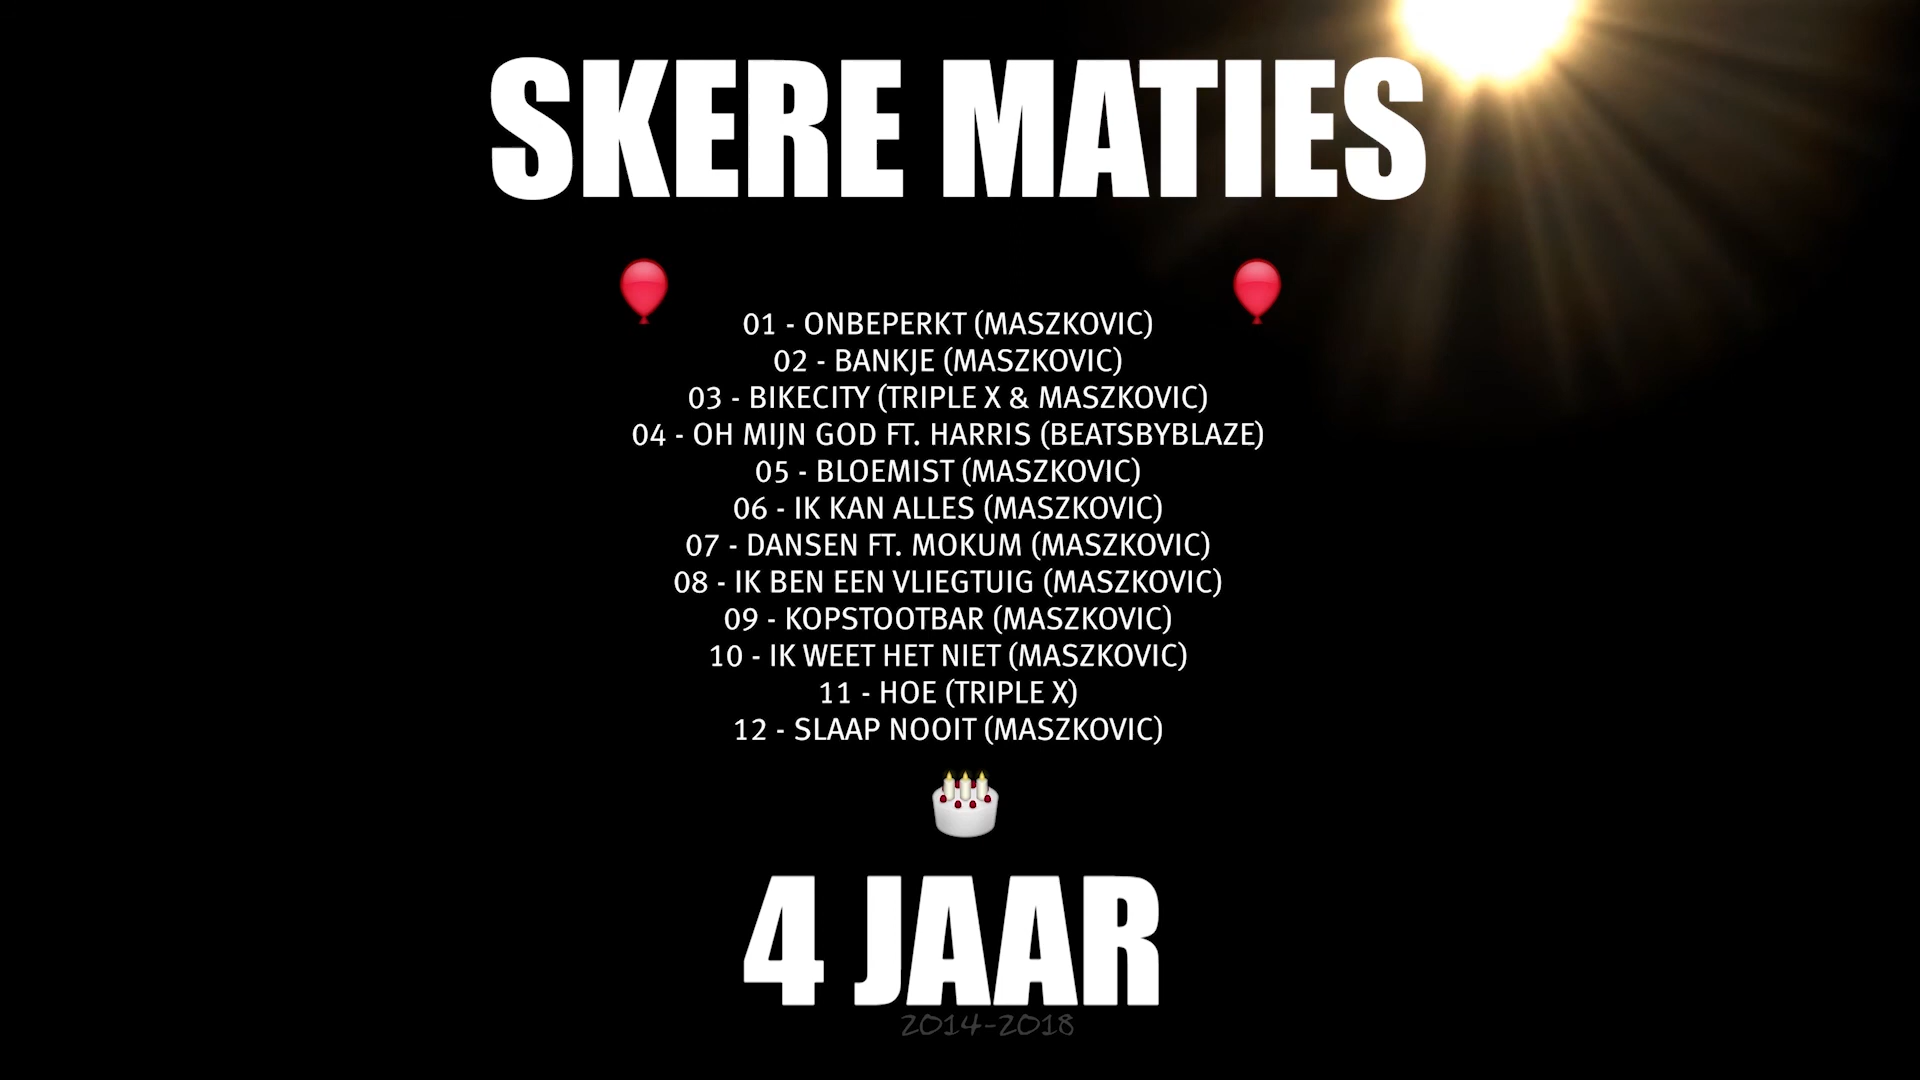 SKERE MATIES
01 - ONBEPERKT (MASZKOVIC)
02 - BANKJE (MASZKOVIC)
03 - BIKECITY (TRIPLE X & MASZKOVIC)
04 - OH MIJN GOD FT. HARRIS (BEATSBYBLAZE)
05 - BLOEMIST (MASZKOVIC)
06 - IK KAN ALLES (MASZKOVIC)
07 - DANSEN FT. MOKUM (MASZKOVIC)
08 - IK BEN EEN VLIEGTUIG (MASZKOVIC)
09 - KOPSTOOTBAR (MASZKOVIC)
10 - IK WEET HET NIET (MASZKOVIC)
11 - HOE (TRIPLE X)
12 - SLAAP NOOIT (MASZKOVIC)
4 JAAR
2014-2018